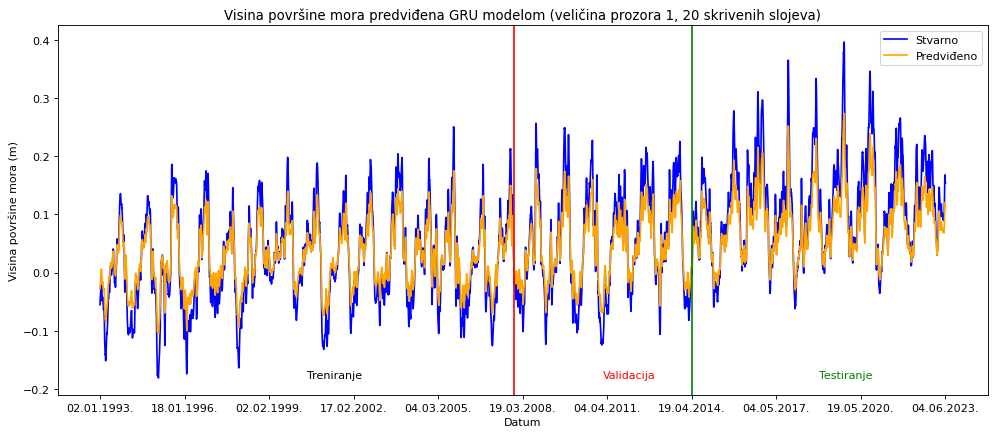 Visina površine mora predviđena GRU modelom (veličina prozora 1, 20 skrivenih slojeva)
Stvarno
Predviđeno
Visina površine mora (m)
0.4
0.3
0.2
0.1
0.0
−0.1
−0.2
Treniranje
Validacija
Testiranje
02.01.1993. 18.01.1996. 02.02.1999. 17.02.2002. 04.03.2005. 19.03.2008. 04.04.2011. 19.04.2014. 04.05.2017. 19.05.2020. 04.06.2023.
Datum